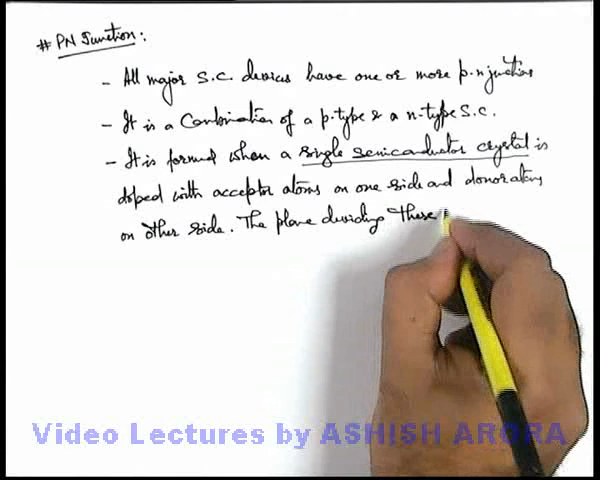 # PN Junction :
- All major S.C. devices have one or more p-n junctions
- It is a Combination of a p-type & a n-type S.C.
- It is formed when a single semiconductor crystal is
doped with acceptor atoms on one side and donor atoms
on other side. The plane dividing these
Video Lectures by ASHISH ARORA